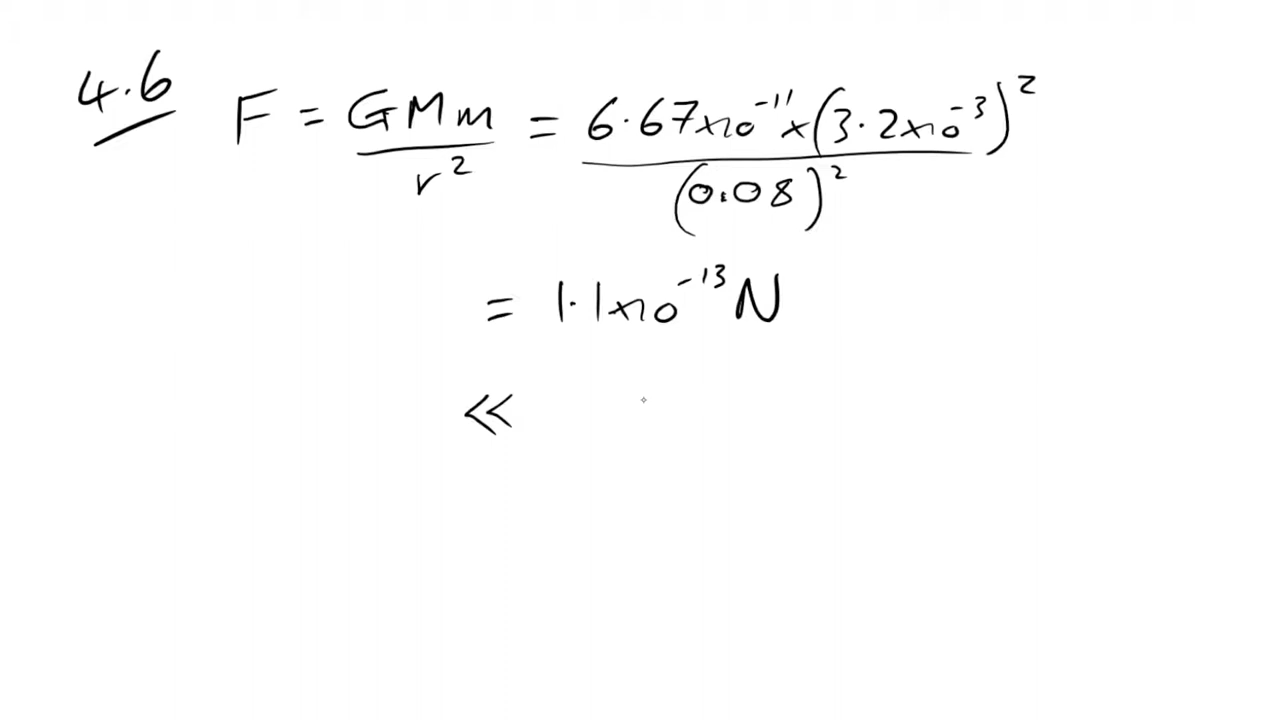 4.6 F = GMm/r² = 6.67×10⁻¹¹×(3.2×10⁻³)²/(0.08)²
= 1.1×10⁻¹³ N
<<